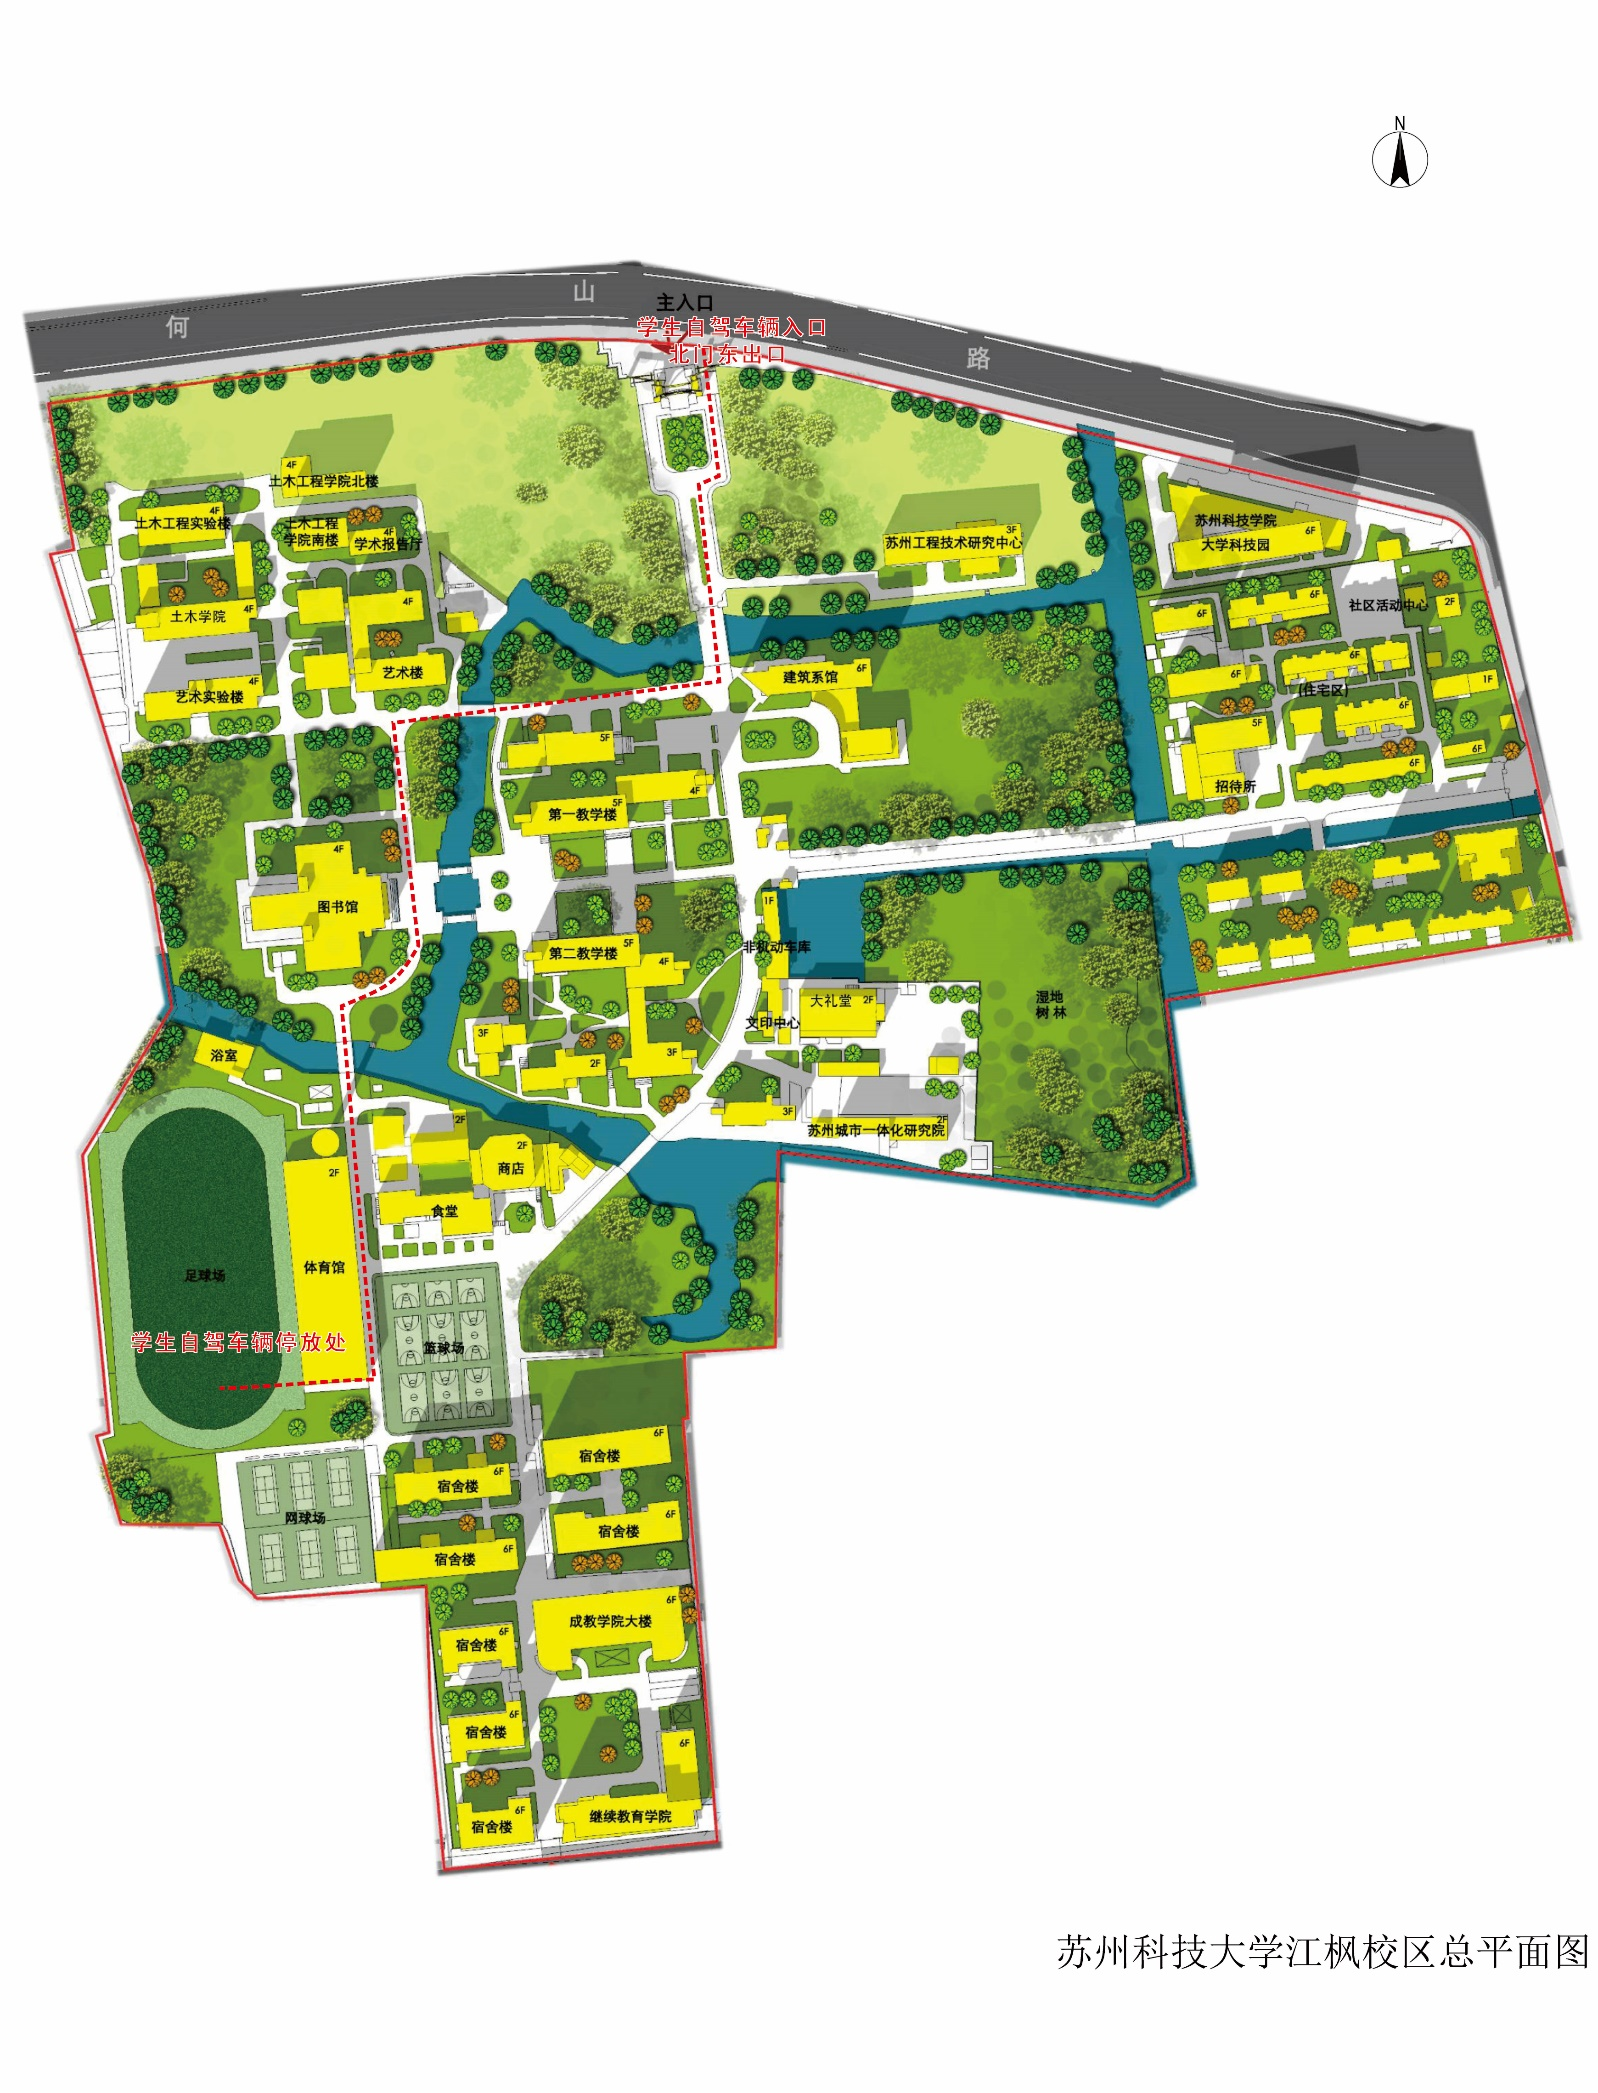 N
何
山
路
主入口
学生自驾车辆入口
北门东出口
4F
土木工程学院北楼
4F
土木工程实验楼
土木工程
学院南楼
4F
学术报告厅
3F
苏州工程技术研究中心
苏州科技学院
6F
大学科技园
4F
土木学院
4F
6F
6F
社区活动中心
2F
4F
艺术实验楼
艺术楼
建筑系馆
6F
6F
6F
(住宅区)
1F
5F
6F
5F
6F
6F
招待所
4F
5F
第一教学楼
4F
图书馆
1F
非机动车库
第二教学楼
5F
4F
大礼堂
2F
湿地
树林
文印中心
3F
浴室
2F
3F
3F
苏州城市一体化研究院
2F
2F
2F
商店
2F
食堂
体育馆
足球场
学生自驾车辆停放处
篮球场
宿舍楼
6F
宿舍楼
6F
网球场
宿舍楼
6F
宿舍楼
6F
成教学院大楼
6F
宿舍楼
6F
宿舍楼
6F
6F
宿舍楼
6F
继续教育学院
苏州科技大学江枫校区总平面图